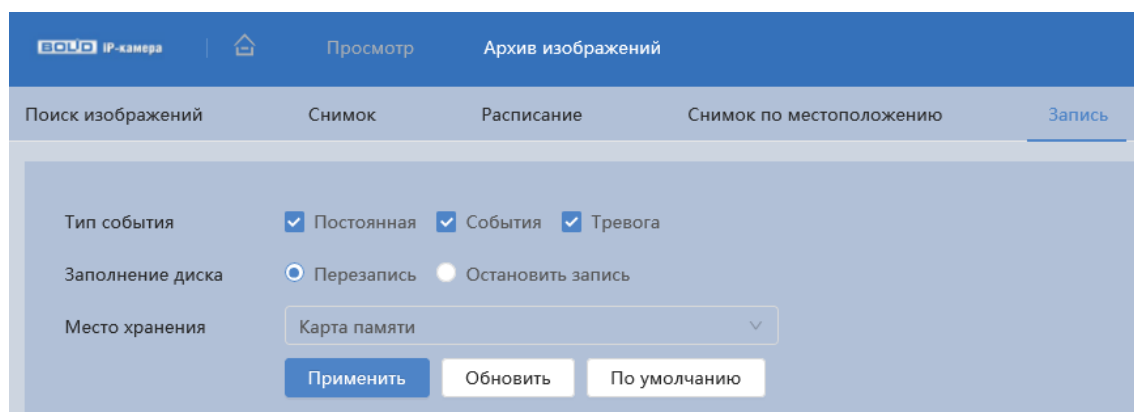 BOLID IP-камера Просмотр Архив изображений
Поиск изображений Снимок Расписание Снимок по местоположению Запись
Тип события Постоянная События Тревога
Заполнение диска Перезапись Остановить запись
Место хранения Карта памяти
Применить Обновить По умолчанию